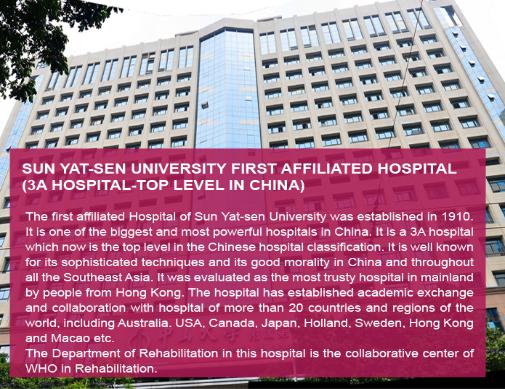 SUN YAT-SEN UNIVERSITY FIRST AFFILIATED HOSPITAL
(3A HOSPITAL-TOP LEVEL IN CHINA)
The first affiliated Hospital of Sun Yat-sen University was established in 1910.
It is one of the biggest and most powerful hospitals in China. It is a 3A hospital
which now is the top level in the Chinese hospital classification. It is well known
for its sophisticated techniques and its good morality in China and throughout
all the Southeast Asia. It was evaluated as the most trusty hospital in mainland
by people from Hong Kong. The hospital has established academic exchange
and collaboration with hospital of more than 20 countries and regions of the
world, including Australia. USA, Canada, Japan, Holland, Sweden, Hong Kong
and Macao etc.
The Department of Rehabilitation in this hospital is the collaborative center of
WHO in Rehabilitation.